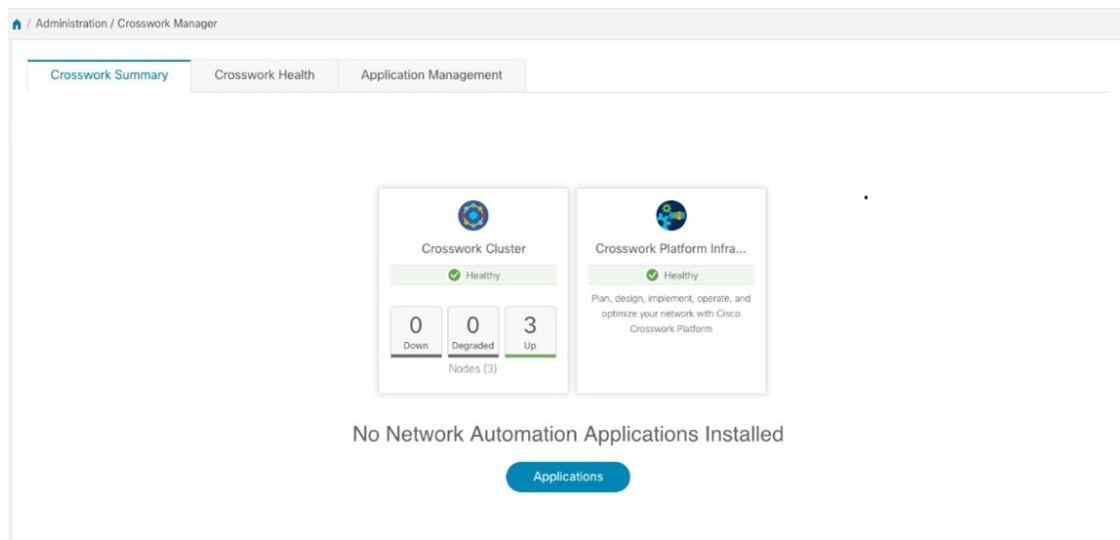 / Administration / Crosswork Manager
Crosswork Summary
Crosswork Health
Application Management
Crosswork Cluster
Healthy
0
Down
0
Degraded
3
Up
Nodes (3)
Crosswork Platform Infra...
Healthy
Plan, design, implement, operate, and
optimize your network with Cisco
Crosswork Platform
No Network Automation Applications Installed
Applications